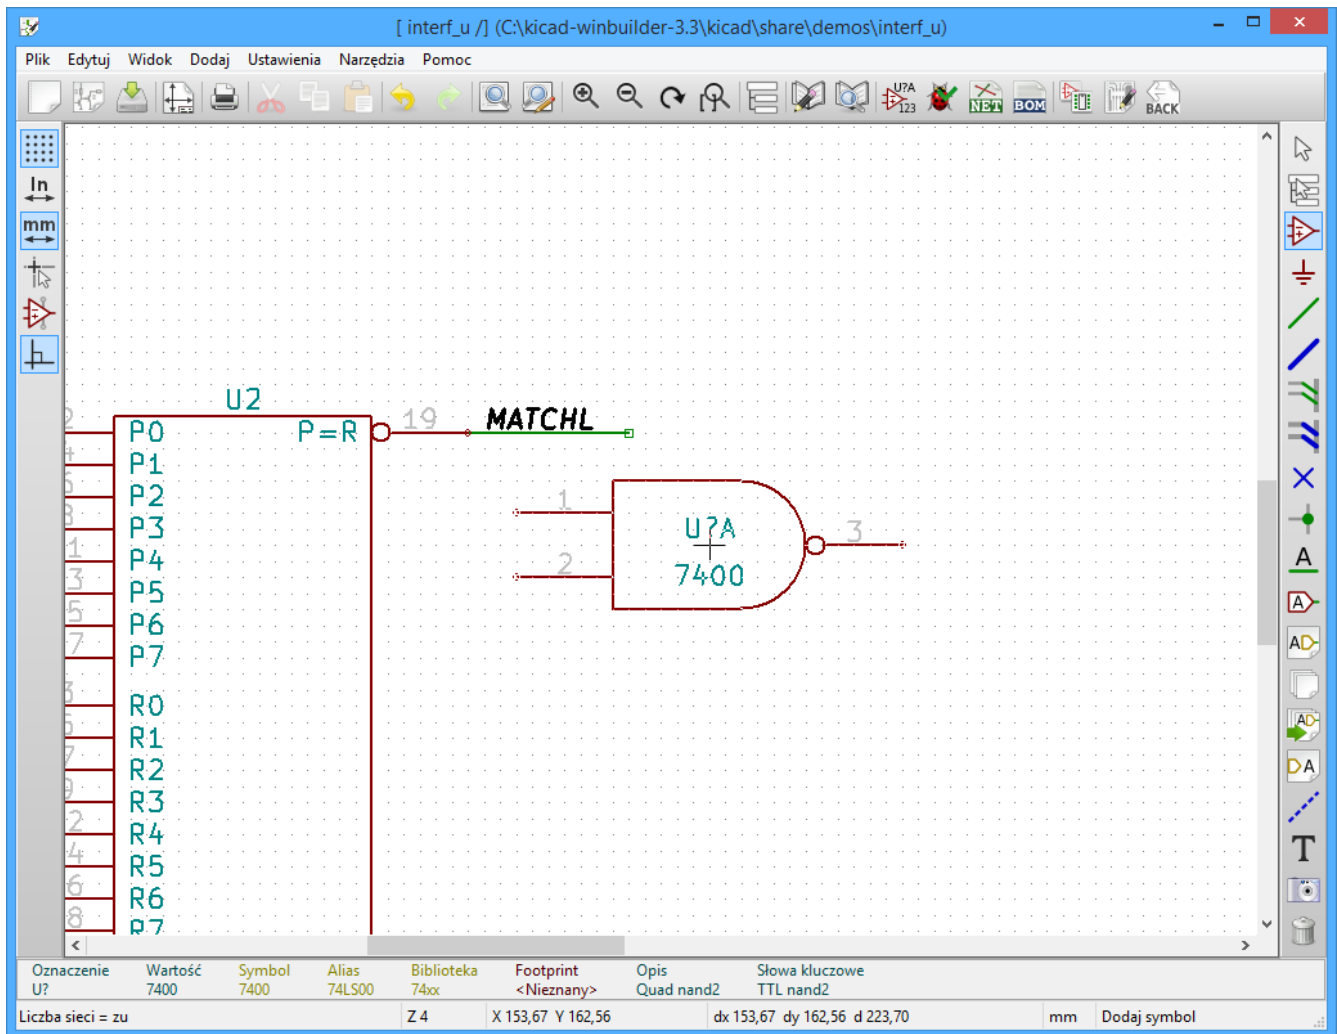 [ interf_u /] (C:\kicad-winbuilder-3.3\kicad\share\demos\interf_u)
Plik Edytuj Widok Dodaj Ustawienia Narzędzia Pomoc
U?A
123
NET
BOM
BACK
In
mm
U2
19
MATCHL
P0 P=R
P1
P2
P3
P4
P5
P6
P7
R0
R1
R2
R3
R4
R5
R6
R7
1
2
3
U?A
7400
A
A
AD
AD
DA
T
Oznaczenie Wartość Symbol Alias Biblioteka Footprint Opis Słowa kluczowe
U? 7400 7400 74LS00 74xx <Nieznany> Quad nand2 TTL nand2
Liczba sieci = zu Z 4 X 153,67 Y 162,56 dx 153,67 dy 162,56 d 223,70 mm Dodaj symbol